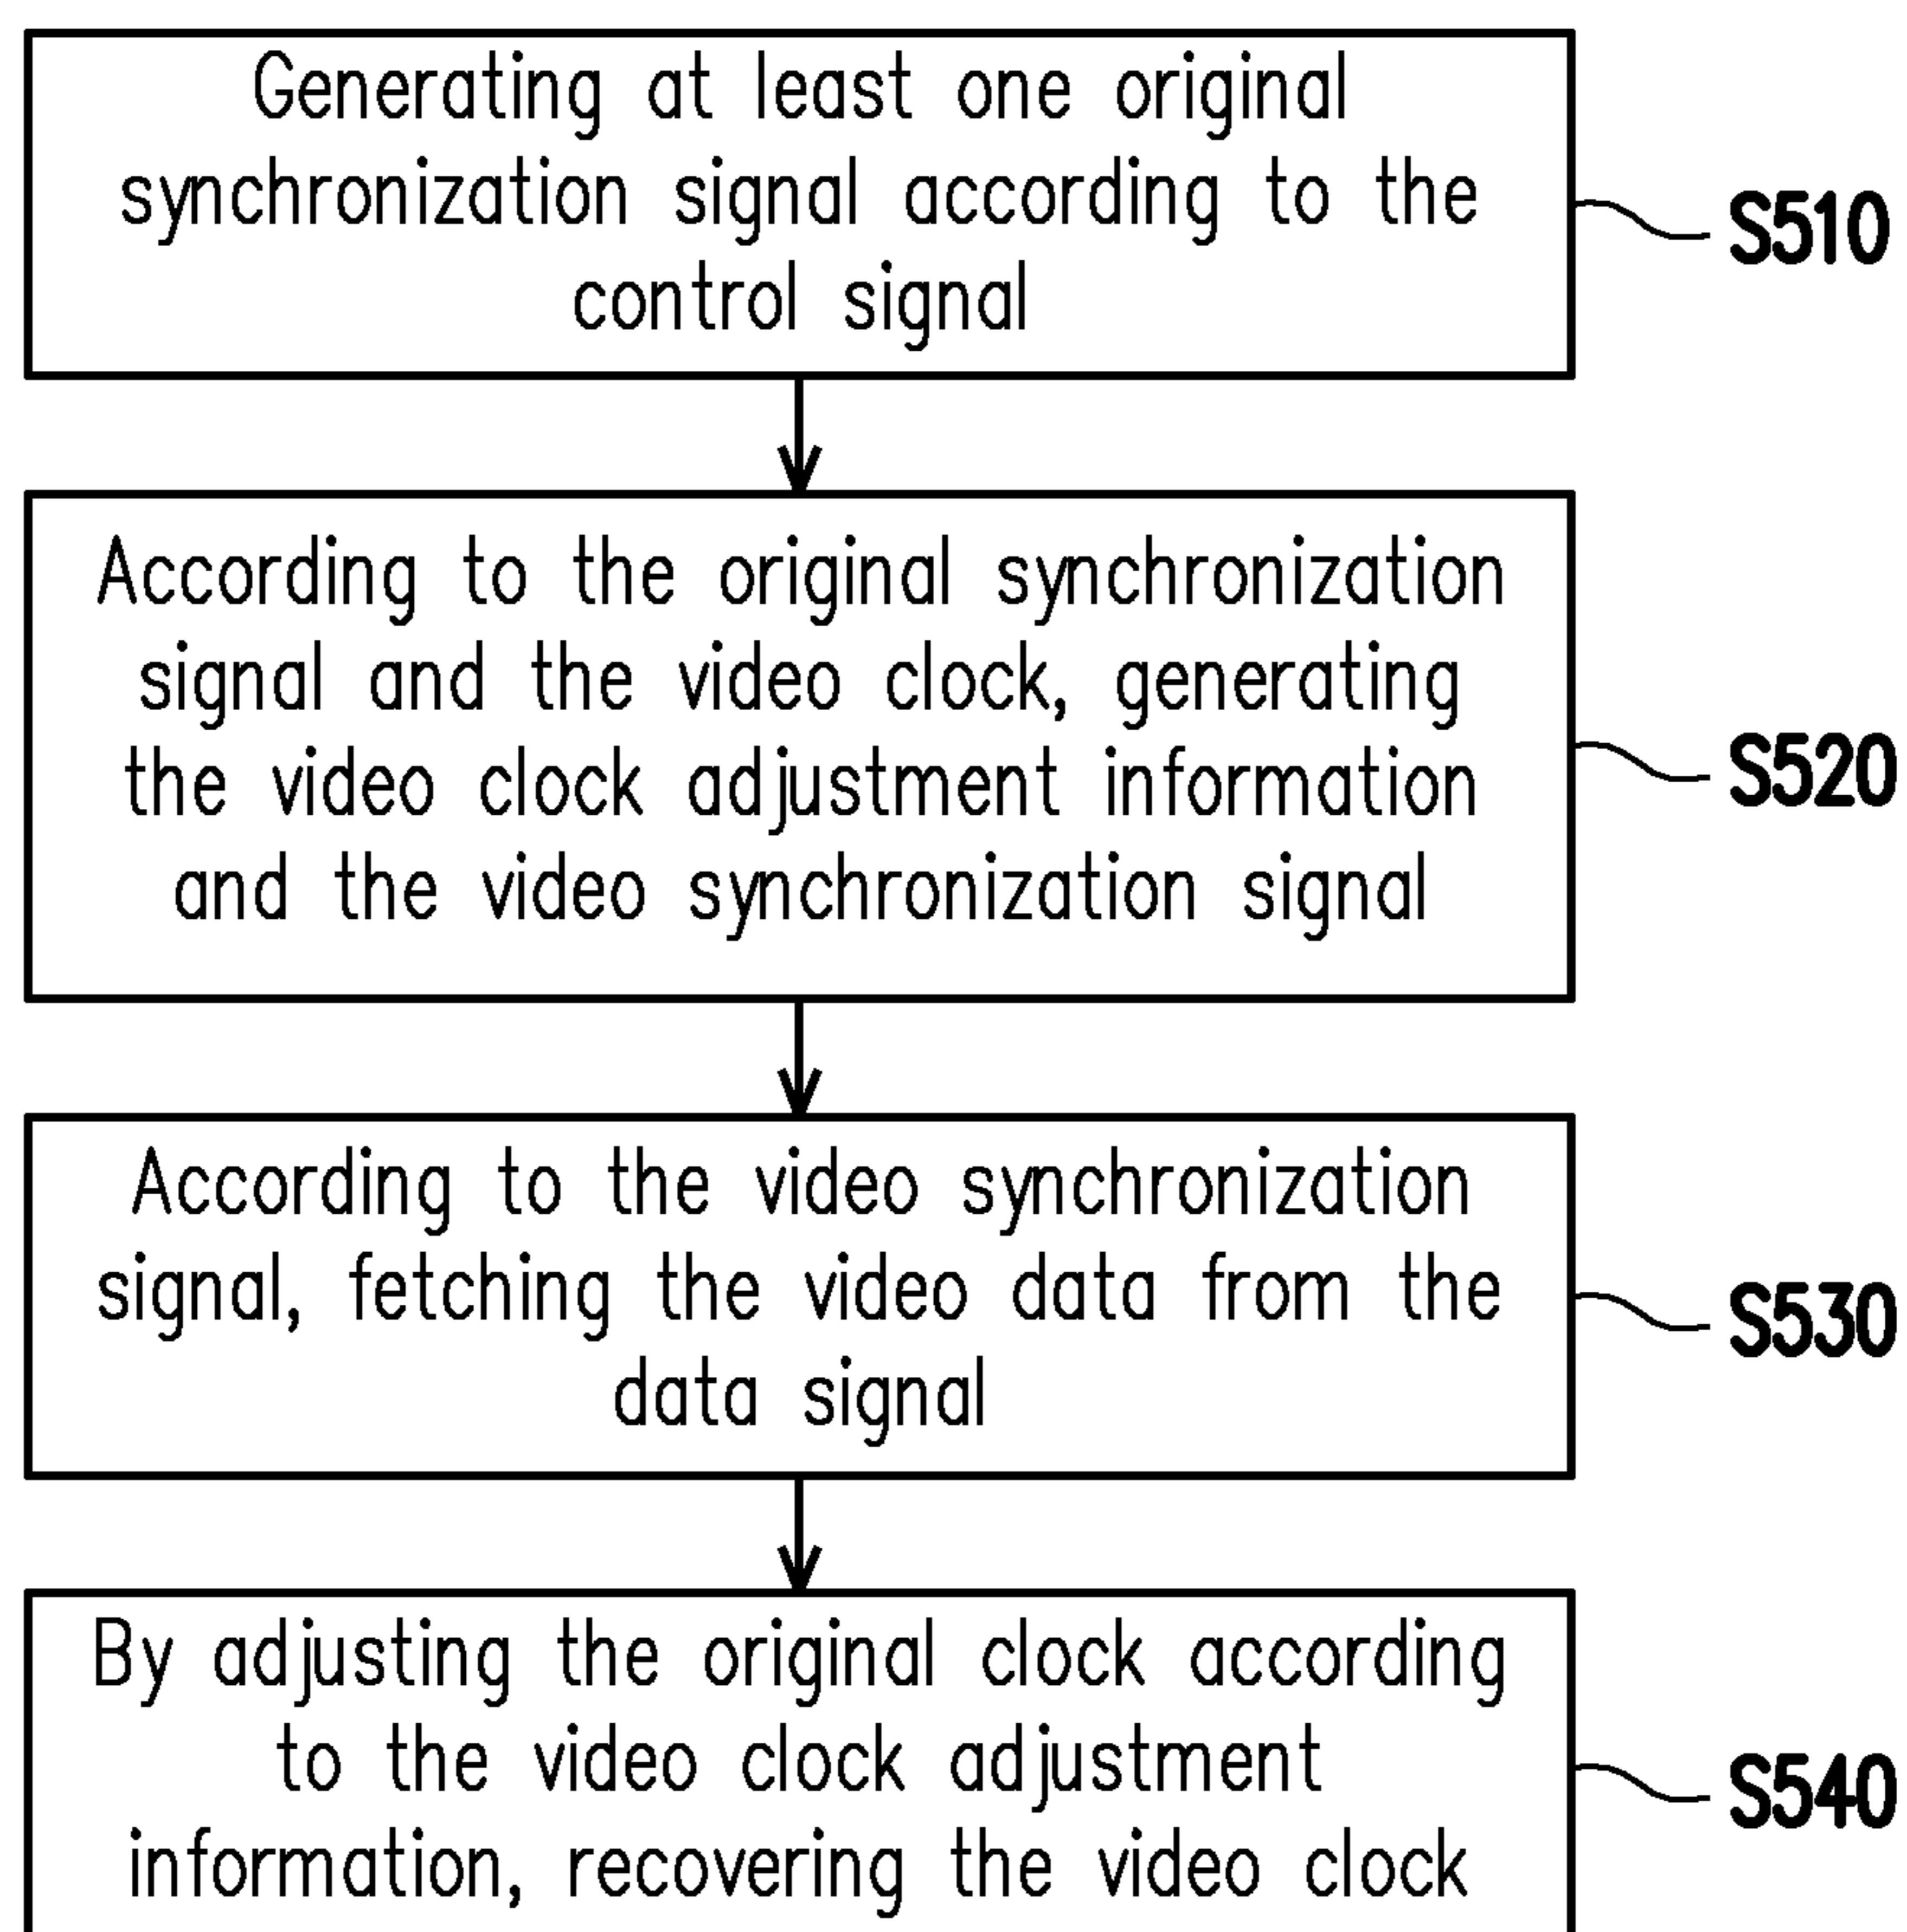 Generating at least one original
synchronization signal according to the
control signal
S510
According to the original synchronization
signal and the video clock, generating
the video clock adjustment information
and the video synchronization signal
S520
According to the video synchronization
signal, fetching the video data from the
data signal
S530
By adjusting the original clock according
to the video clock adjustment
information, recovering the video clock
S540